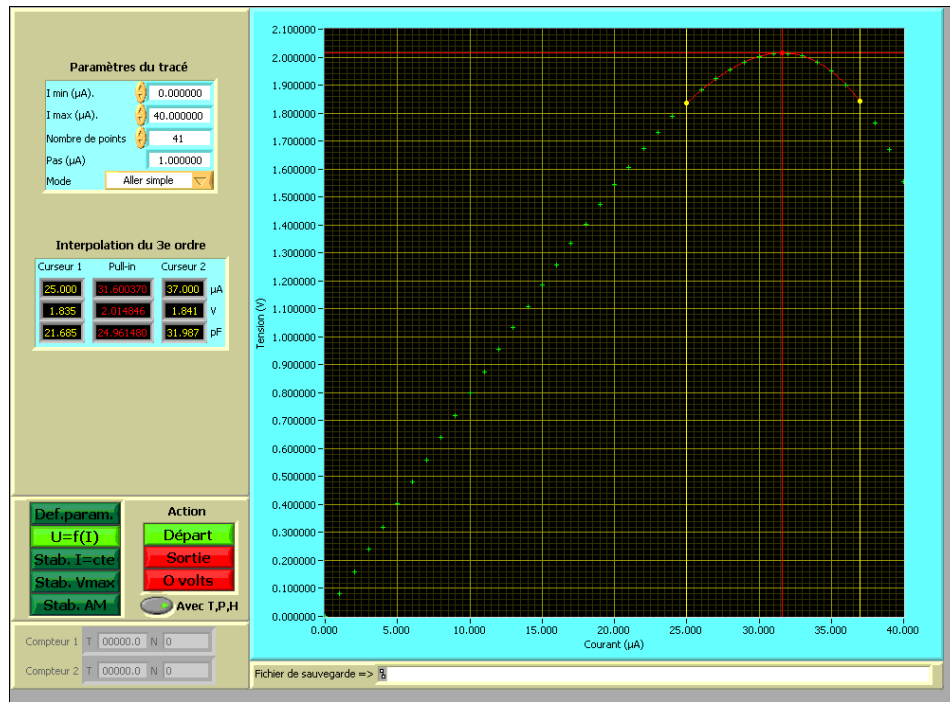 Paramètres du tracé
I min (µA). 0.000000
I max (µA). 40.000000
Nombre de points 41
Pas (µA) 1.000000
Mode Aller simple
Interpolation du 3e ordre
Curseur 1 Pull-in Curseur 2
25.000 31.600370 37.000 µA
1.835 2.014846 1.841 V
21.685 24.961480 31.987 pF
Def.param.
U=f(I)
Stab. I=cte
Stab. Vmax
Stab. AM
Action
Départ
Sortie
O volts
Avec T,P,H
Compteur 1 T 00000.0 N 0
Compteur 2 T 00000.0 N 0
2.100000
2.000000
1.900000
1.800000
1.700000
1.600000
1.500000
1.400000
1.300000
1.200000
1.100000
1.000000
0.900000
0.800000
0.700000
0.600000
0.500000
0.400000
0.300000
0.200000
0.100000
0.000000
Tension (V)
0.000 5.000 10.000 15.000 20.000 25.000 30.000 35.000 40.000
Courant (µA)
Fichier de sauvegarde =>